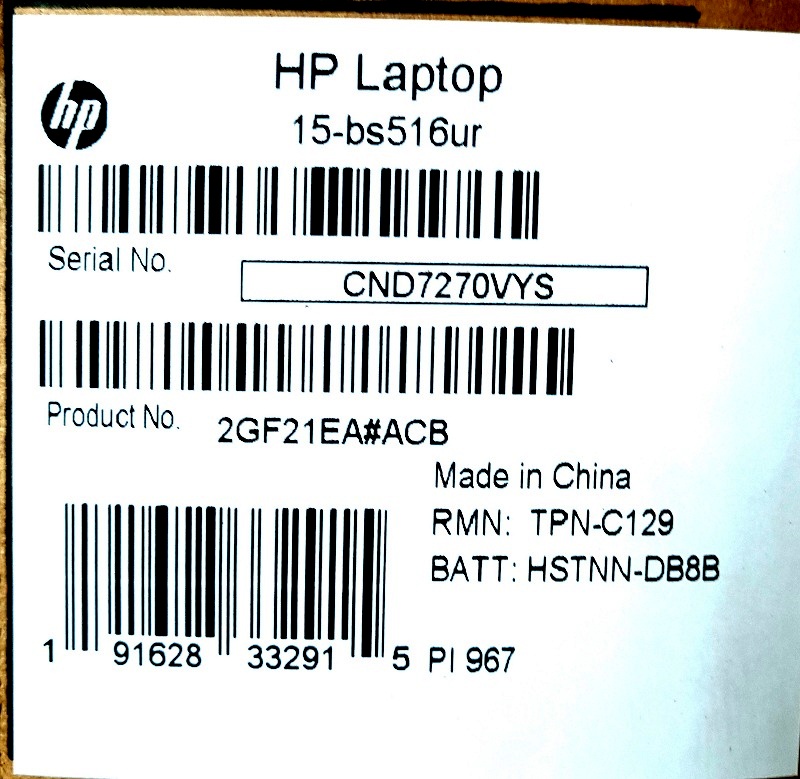 hp
HP Laptop
15-bs516ur
Serial No.
CND7270VYS
Product No.
2GF21EA#ACB
Made in China
RMN: TPN-C129
BATT: HSTNN-DB8B
1 91628 33291 5 PI 967